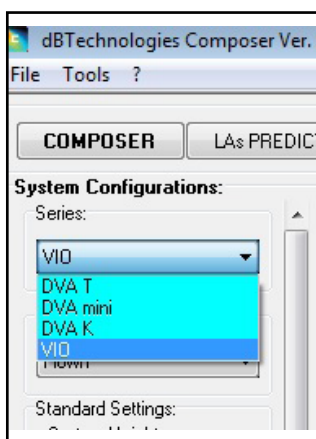 dBTechnologies Composer Ver.
File Tools ?
COMPOSER LAs PREDIC
System Configurations:
Series:
VIO
DVA T
DVA mini
DVA K
VIO
Standard Settings: